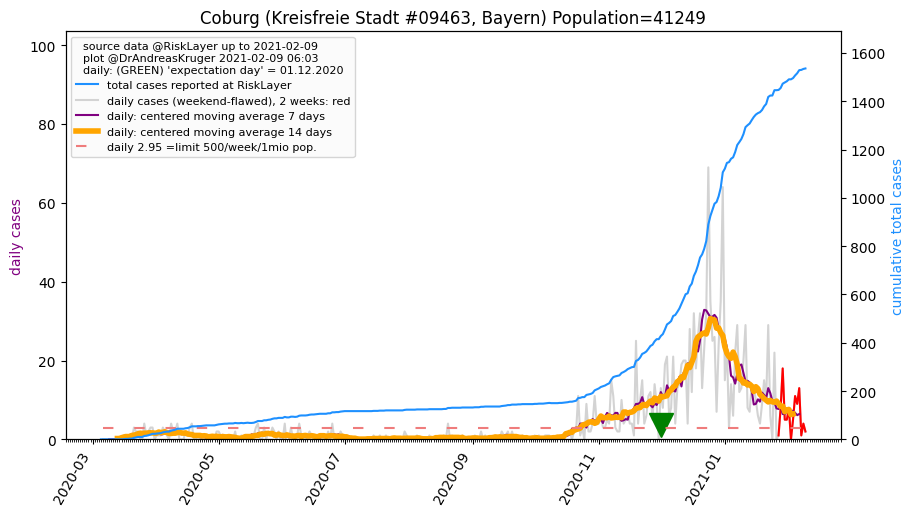 Coburg (Kreisfreie Stadt #09463, Bayern) Population=41249
source data @RiskLayer up to 2021-02-09
plot @DrAndreasKruger 2021-02-09 06:03
daily: (GREEN) 'expectation day' = 01.12.2020
total cases reported at RiskLayer
daily cases (weekend-flawed), 2 weeks: red
daily: centered moving average 7 days
daily: centered moving average 14 days
daily 2.95 =limit 500/week/1mio pop.
daily cases
100
80
60
40
20
0
cumulative total cases
1600
1400
1200
1000
800
600
400
200
0
2020-03
2020-05
2020-07
2020-09
2020-11
2021-01